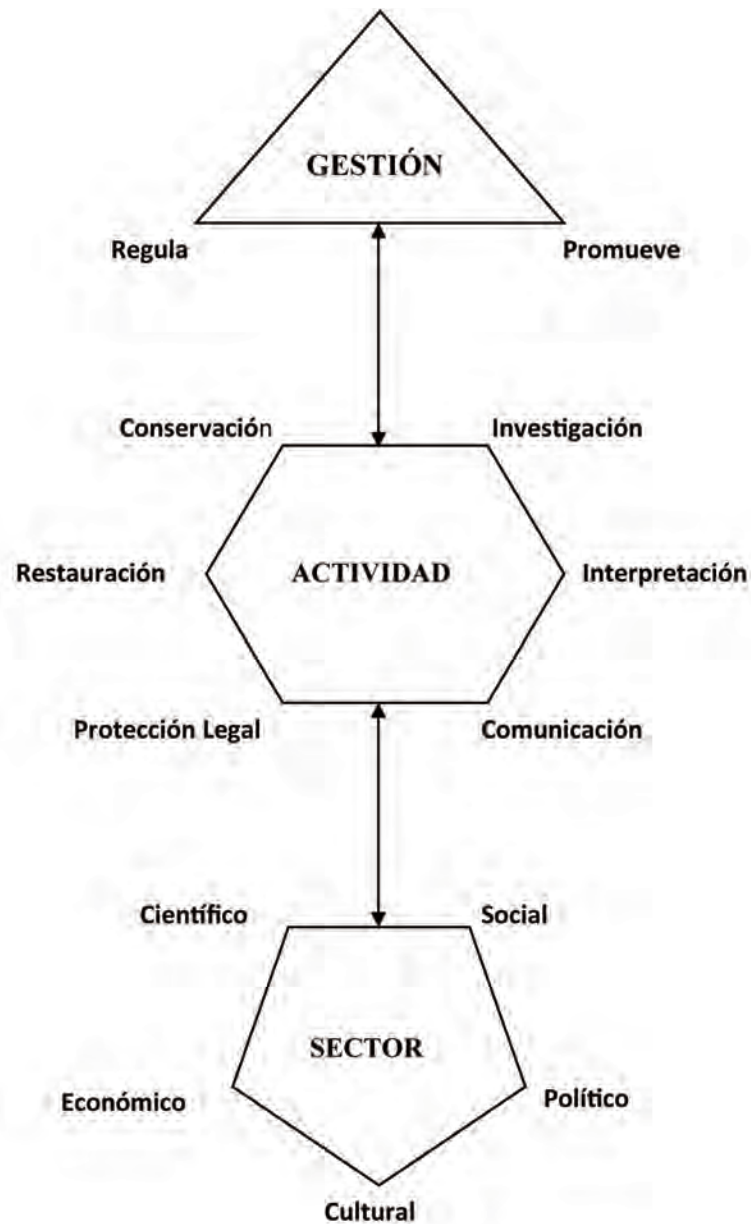 GESTIÓN
Regula Promueve
Conservación Investigación
Restauración ACTIVIDAD Interpretación
Protección Legal Comunicación
Científico Social
SECTOR
Económico Político
Cultural